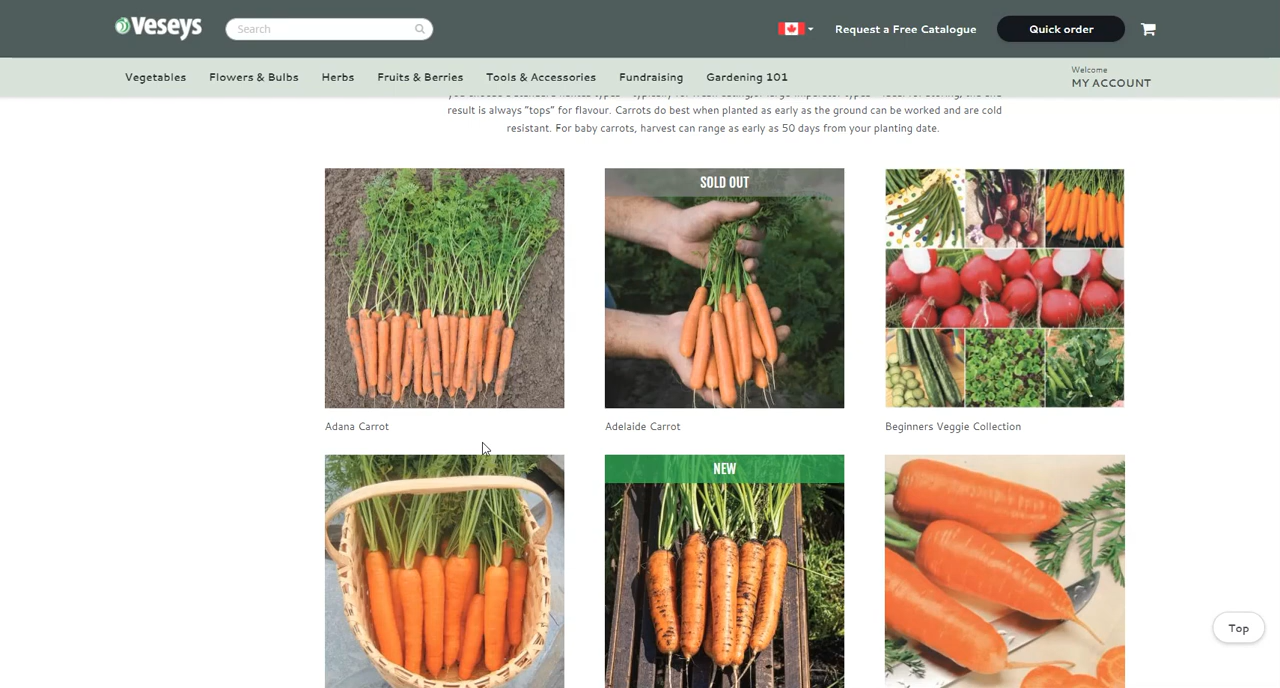 Veseys
Search
Request a Free Catalogue
Quick order
Vegetables
Flowers & Bulbs
Herbs
Fruits & Berries
Tools & Accessories
Fundraising
Gardening 101
Welcome
MY ACCOUNT
result is always "tops" for flavour. Carrots do best when planted as early as the ground can be worked and are cold
resistant. For baby carrots, harvest can range as early as 50 days from your planting date.
SOLD OUT
Adana Carrot
Adelaide Carrot
Beginners Veggie Collection
NEW
Top